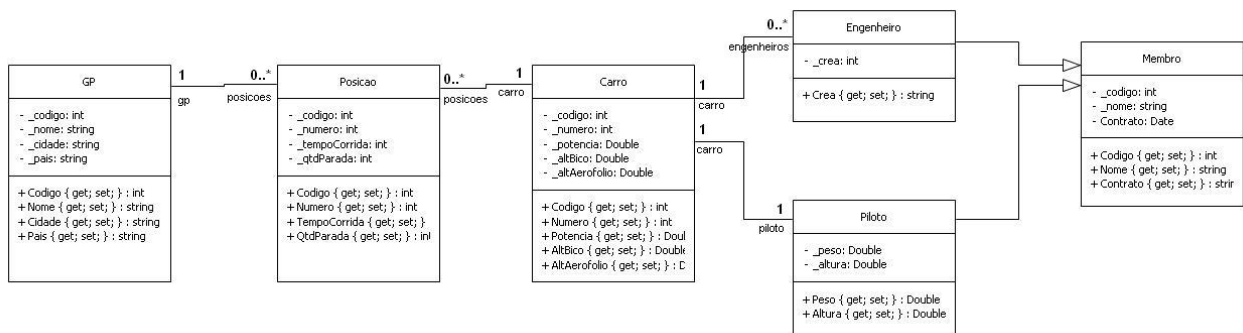 GP
- _codigo: int
- _nome: string
- _cidade: string
- _pais: string
+ Codigo { get; set; } : int
+ Nome { get; set; } : string
+ Cidade { get; set; } : string
+ Pais { get; set; } : string
1
gp
0..*
posicoes
Posicao
- _codigo: int
- _numero: int
- _tempoCorrida: int
- _qtdParada: int
+ Codigo { get; set; } : int
+ Numero { get; set; } : int
+ TempoCorrida { get; set; }
+ QtdParada { get; set; } : int
0..*
posicoes
1
carro
Carro
- _codigo: int
- _numero: int
- _potencia: Double
- _altBico: Double
- _altAerofolio: Double
+ Codigo { get; set; } : int
+ Numero { get; set; } : int
+ Potencia { get; set; } : Doul
+ AltBico { get; set; } : Double
+ AltAerofolio { get; set; } : D
1
carro
0..*
engenheiros
1
carro
1
piloto
Engenheiro
- _crea: int
+ Crea { get; set; } : string
Piloto
- _peso: Double
- _altura: Double
+ Peso { get; set; } : Double
+ Altura { get; set; } : Double
Membro
- _codigo: int
- _nome: string
- Contrato: Date
+ Codigo { get; set; } : int
+ Nome { get; set; } : string
+ Contrato { get; set; } : strir